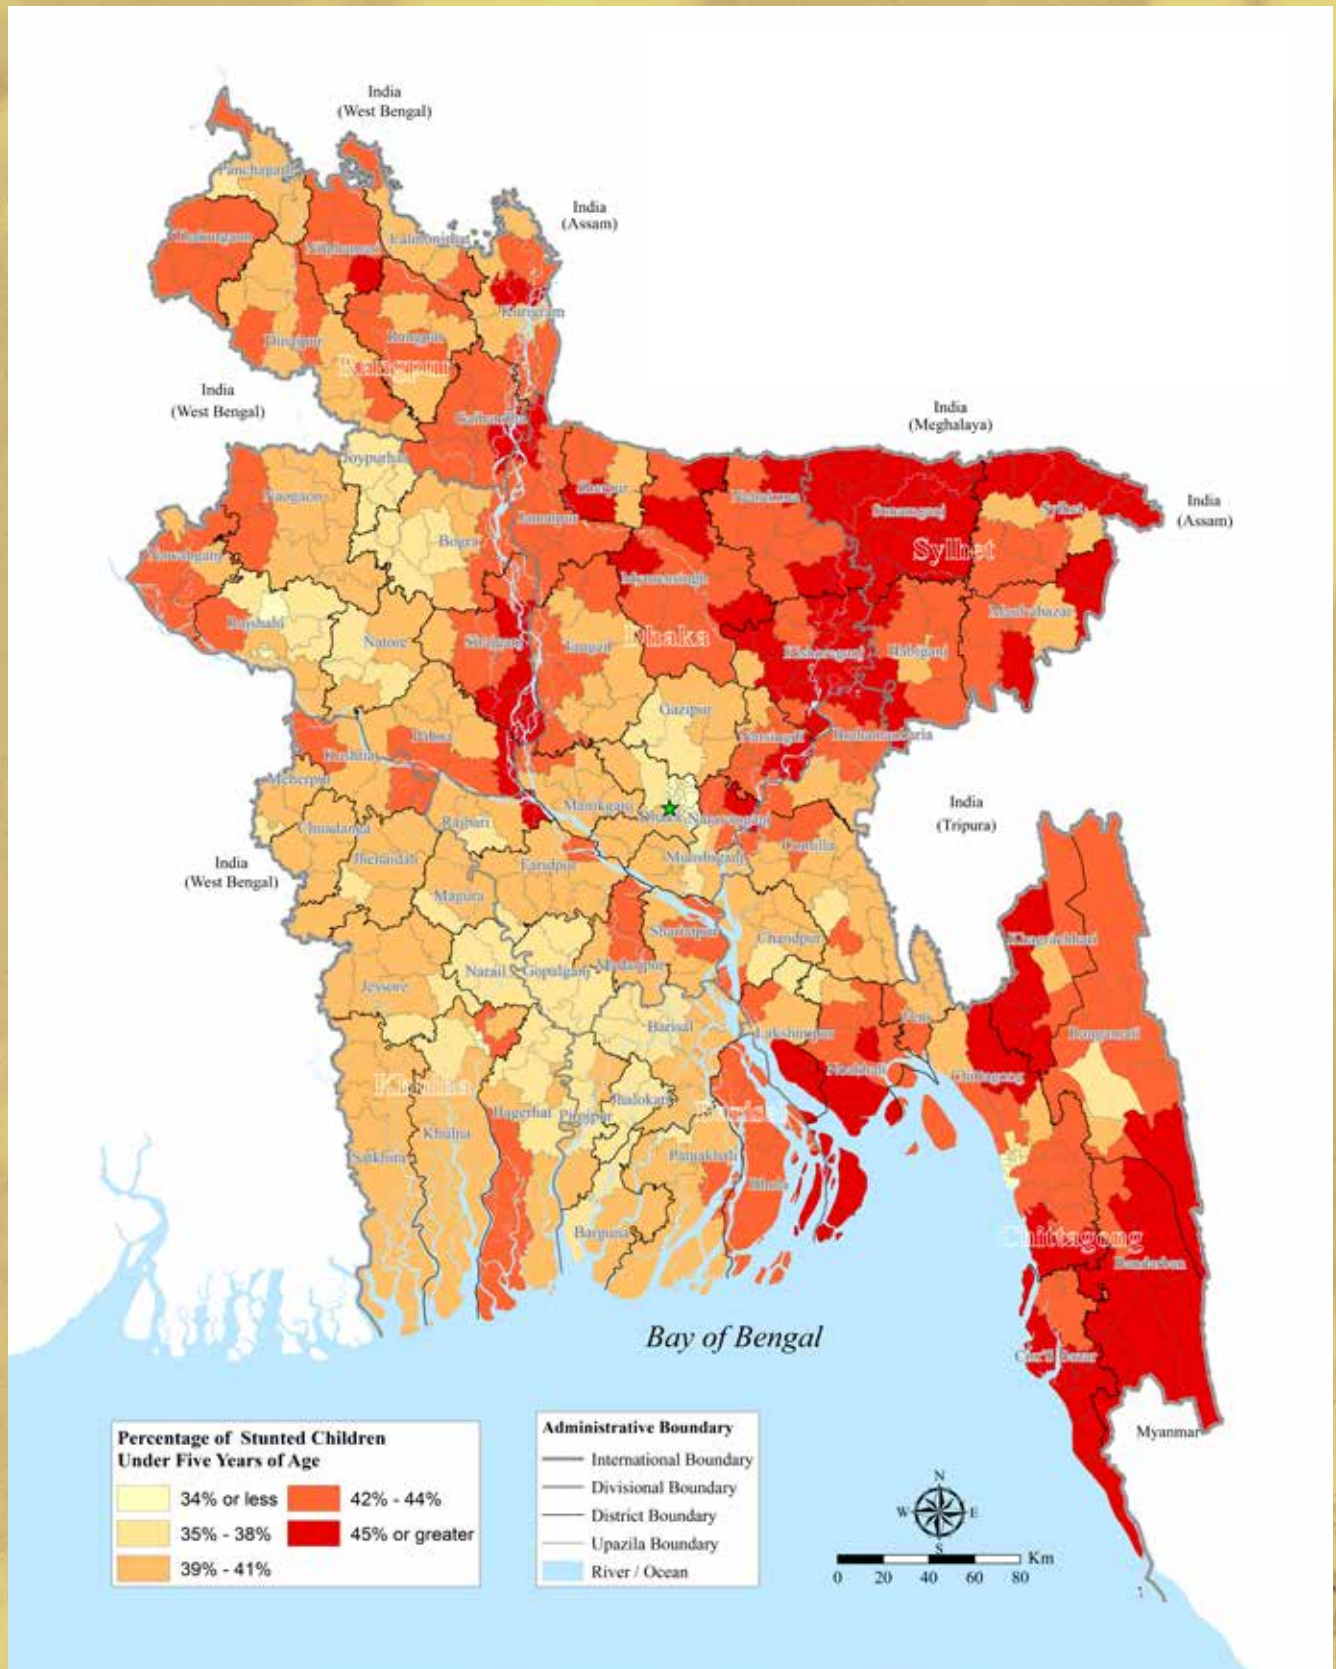 India
(West Bengal)
Panchagarh
India
(Assam)
Thakurgaon
Nilphamari
Lalmonirhat
Kurigram
Dinajpur
Rangpur
Rangpur
India
(West Bengal)
Gaibandha
India
(Meghalaya)
Joypurhat
Naogaon
Sherpur
Netrakona
Sunamganj
Sylhet
India
(Assam)
Jamalpur
Bogra
Nawabganj
Sylhet
Mymensingh
Rajshahi
Natore
Sirajganj
Tangail
Dhaka
Kishoreganj
Habiganj
Maulvibazar
Gazipur
Pabna
Narsingdi
Brahamanbaria
Kushtia
Meherpur
Manikganj
Dhaka
Narayanganj
India
(Tripura)
Chuadanga
Rajbari
Jhenaidah
Faridpur
Munshiganj
Comilla
India
(West Bengal)
Magura
Shariatpur
Chandpur
Khagrachhari
Narail
Gopalganj
Madaripur
Jessore
Barisal
Lakshmipur
Feni
Rangamati
Noakhali
Chittagong
Khulna
Bagerhat
Pirojpur
Jhalokati
Barisal
Khulna
Satkhira
Patuakhali
Bhola
Barguna
Chittagong
Bandarban
Bay of Bengal
Cox's Bazar
Myanmar
Percentage of Stunted Children
Under Five Years of Age
34% or less
42% - 44%
35% - 38%
45% or greater
39% - 41%
Administrative Boundary
International Boundary
Divisional Boundary
District Boundary
Upazila Boundary
River / Ocean
N
W
E
S
Km
0 20 40 60 80